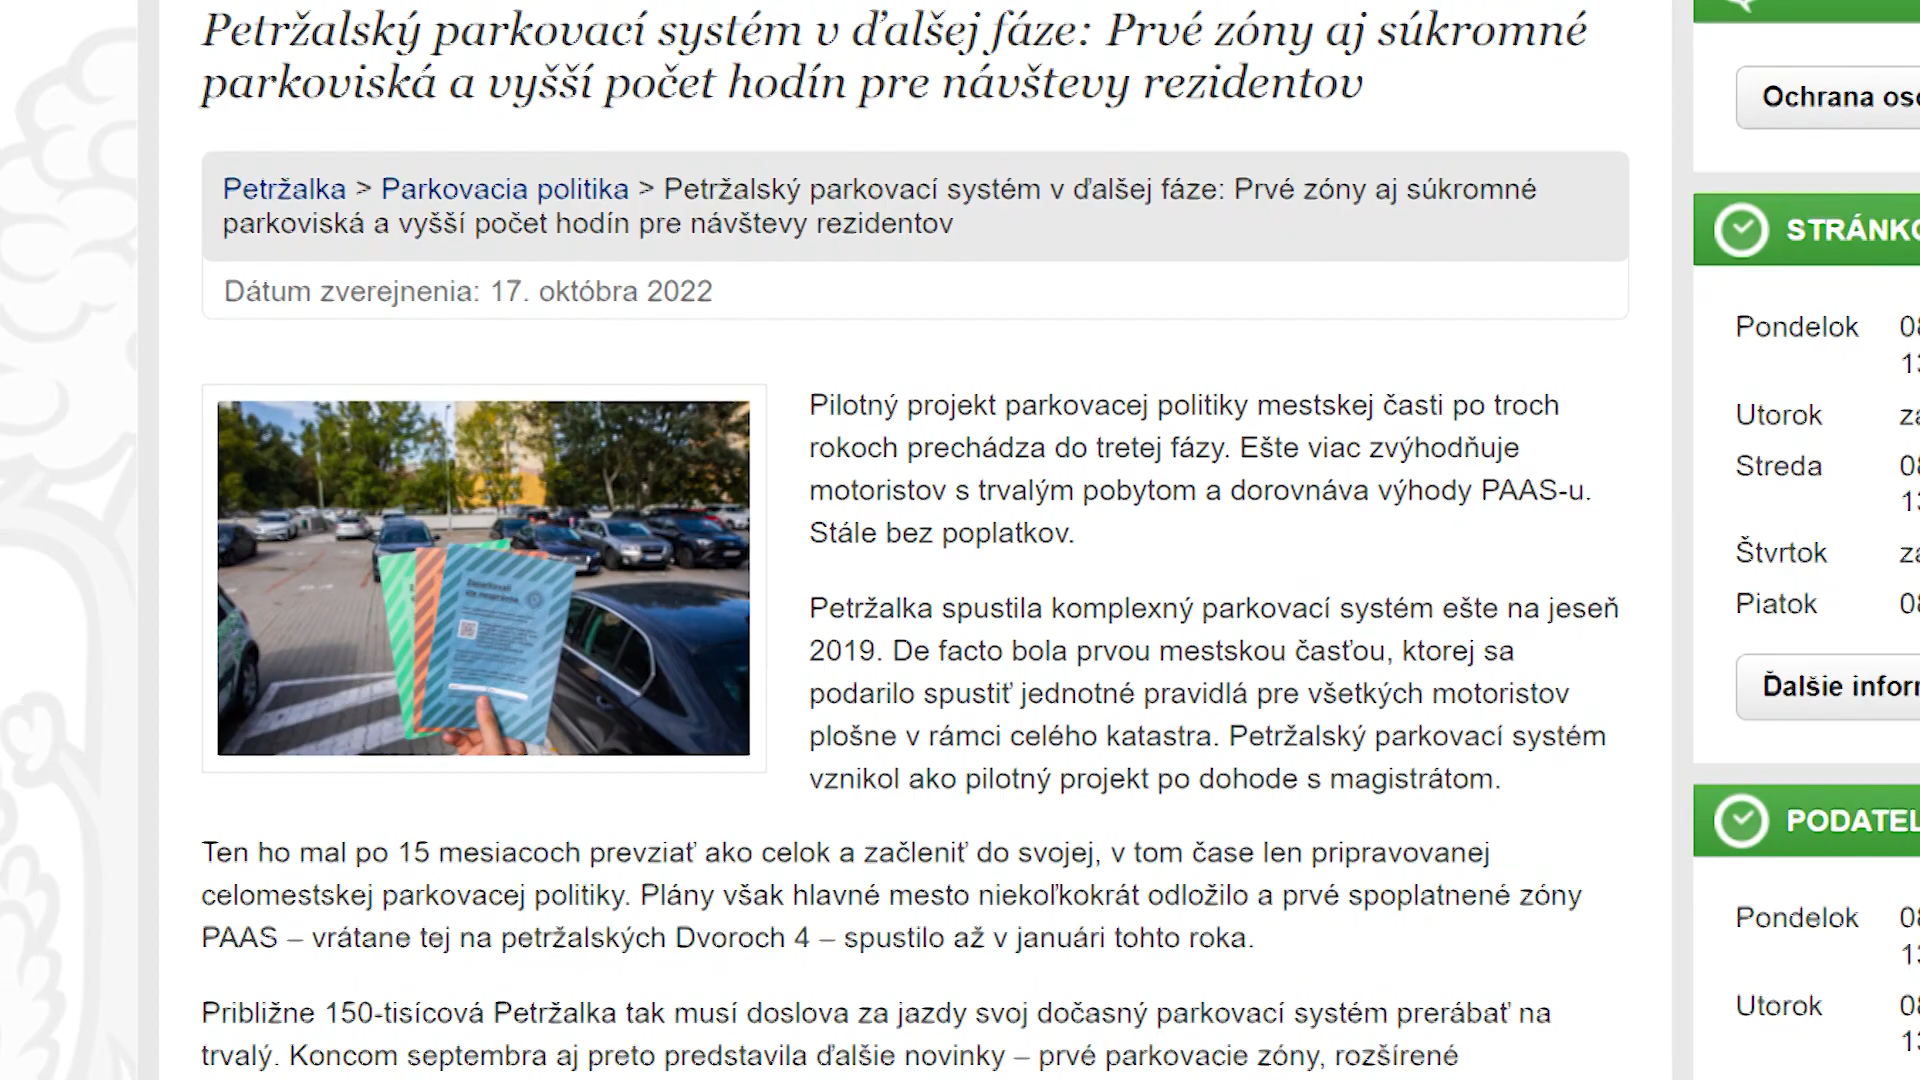 Petržalský parkovací systém v ďalšej fáze: Prvé zóny aj súkromné
parkoviská a vyšší počet hodín pre návštevy rezidentov
Petržalka > Parkovacia politika > Petržalský parkovací systém v ďalšej fáze: Prvé zóny aj súkromné
parkoviská a vyšší počet hodín pre návštevy rezidentov
Dátum zverejnenia: 17. októbra 2022
Zaparkovali
ste nesprávne
Pilotný projekt parkovacej politiky mestskej časti po troch
rokoch prechádza do tretej fázy. Ešte viac zvýhodňuje
motoristov s trvalým pobytom a dorovnáva výhody PAAS-u.
Stále bez poplatkov.
Petržalka spustila komplexný parkovací systém ešte na jeseň
2019. De facto bola prvou mestskou časťou, ktorej sa
podarilo spustiť jednotné pravidlá pre všetkých motoristov
plošne v rámci celého katastra. Petržalský parkovací systém
vznikol ako pilotný projekt po dohode s magistrátom.
Ten ho mal po 15 mesiacoch prevziať ako celok a začleniť do svojej, v tom čase len pripravovanej
celomestskej parkovacej politiky. Plány však hlavné mesto niekoľkokrát odložilo a prvé spoplatnené zóny
PAAS – vrátane tej na petržalských Dvoroch 4 – spustilo až v januári tohto roka.
Približne 150-tisícová Petržalka tak musí doslova za jazdy svoj dočasný parkovací systém prerábať na
trvalý. Koncom septembra aj preto predstavila ďalšie novinky – prvé parkovacie zóny, rozšírené
Ochrana
STRÁNKO
Pondelok
Utorok
Streda
Štvrtok
Piatok
Ďalšie infor
PODATEL
Pondelok
Utorok